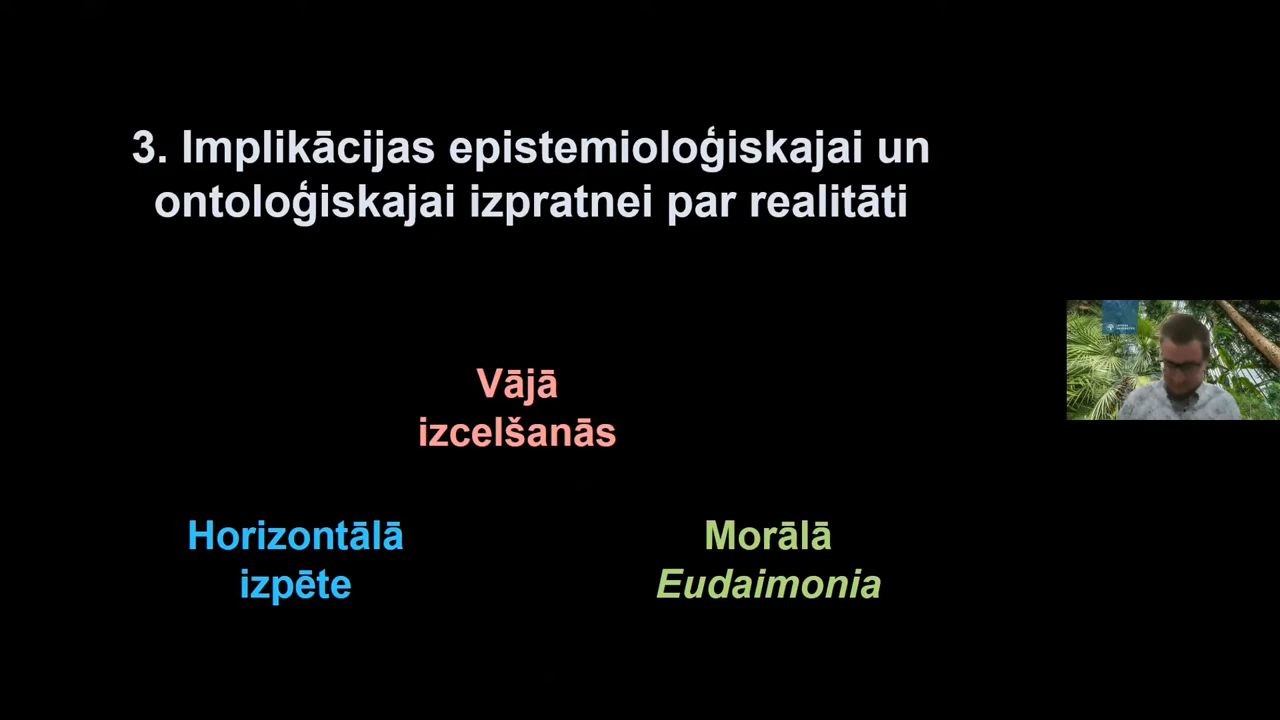 3. Implikācijas epistemioloģiskajai un
ontoloģiskajai izpratnei par realitāti
Vājā
izcelšanās
Horizontālā
izpēte
Morālā
Eudaimonia